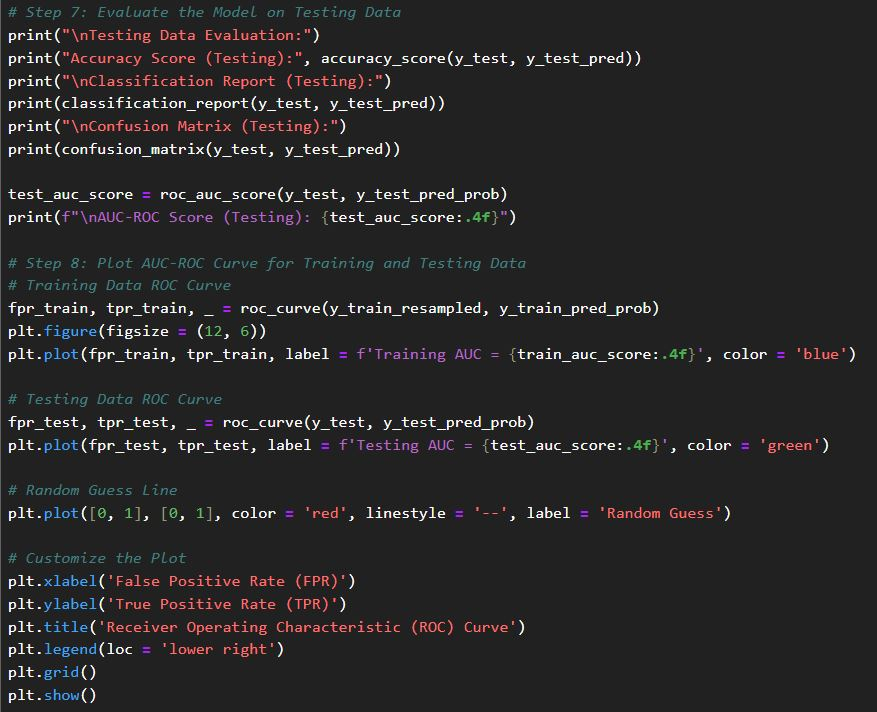 # Step 7: Evaluate the Model on Testing Data
print("\nTesting Data Evaluation:")
print("Accuracy Score (Testing):", accuracy_score(y_test, y_test_pred))
print("\nClassification Report (Testing):")
print(classification_report(y_test, y_test_pred))
print("\nConfusion Matrix (Testing):")
print(confusion_matrix(y_test, y_test_pred))

test_auc_score = roc_auc_score(y_test, y_test_pred_prob)
print(f"\nAUC-ROC Score (Testing): {test_auc_score:.4f}")

# Step 8: Plot AUC-ROC Curve for Training and Testing Data
# Training Data ROC Curve
fpr_train, tpr_train, _ = roc_curve(y_train_resampled, y_train_pred_prob)
plt.figure(figsize = (12, 6))
plt.plot(fpr_train, tpr_train, label = f'Training AUC = {train_auc_score:.4f}', color = 'blue')

# Testing Data ROC Curve
fpr_test, tpr_test, _ = roc_curve(y_test, y_test_pred_prob)
plt.plot(fpr_test, tpr_test, label = f'Testing AUC = {test_auc_score:.4f}', color = 'green')

# Random Guess Line
plt.plot([0, 1], [0, 1], color = 'red', linestyle = '--', label = 'Random Guess')

# Customize the Plot
plt.xlabel('False Positive Rate (FPR)')
plt.ylabel('True Positive Rate (TPR)')
plt.title('Receiver Operating Characteristic (ROC) Curve')
plt.legend(loc = 'lower right')
plt.grid()
plt.show()